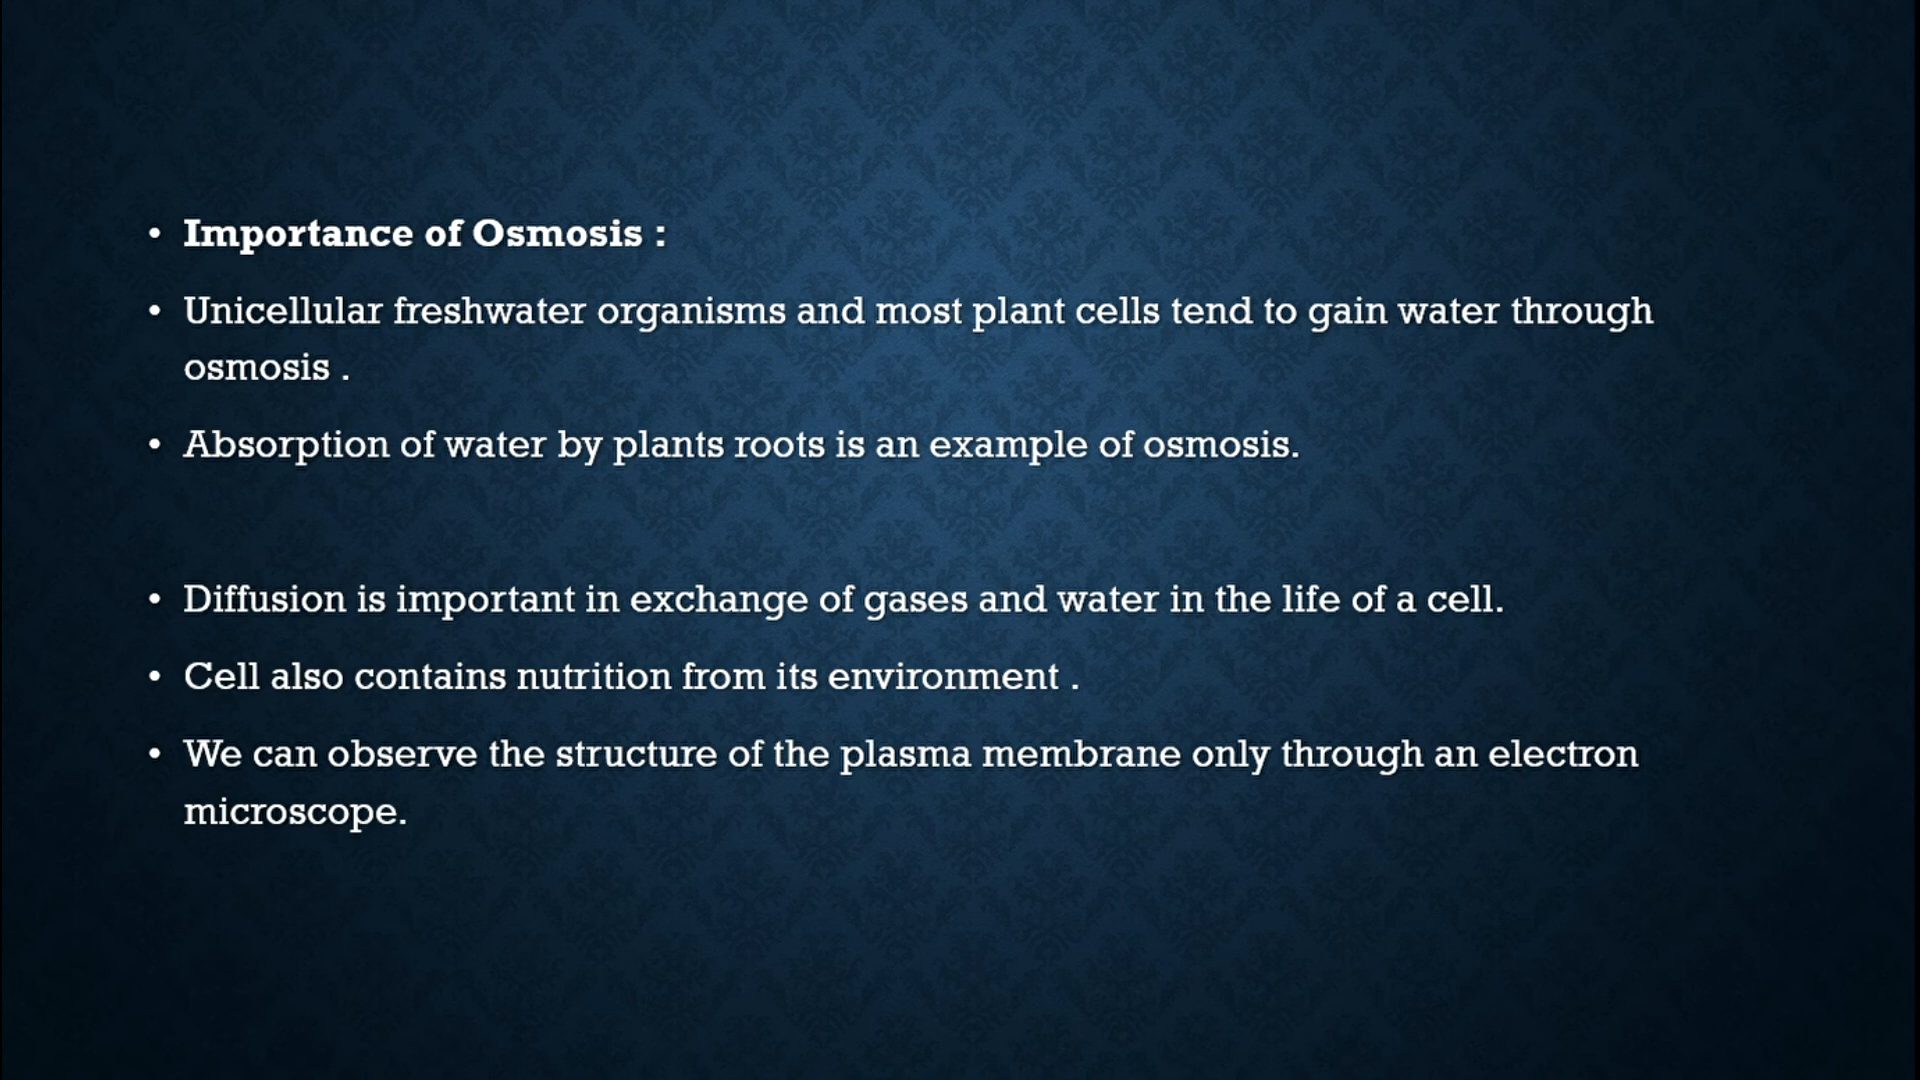 • Importance of Osmosis :
• Unicellular freshwater organisms and most plant cells tend to gain water through
osmosis .
• Absorption of water by plants roots is an example of osmosis.
• Diffusion is important in exchange of gases and water in the life of a cell.
• Cell also contains nutrition from its environment .
• We can observe the structure of the plasma membrane only through an electron
microscope.